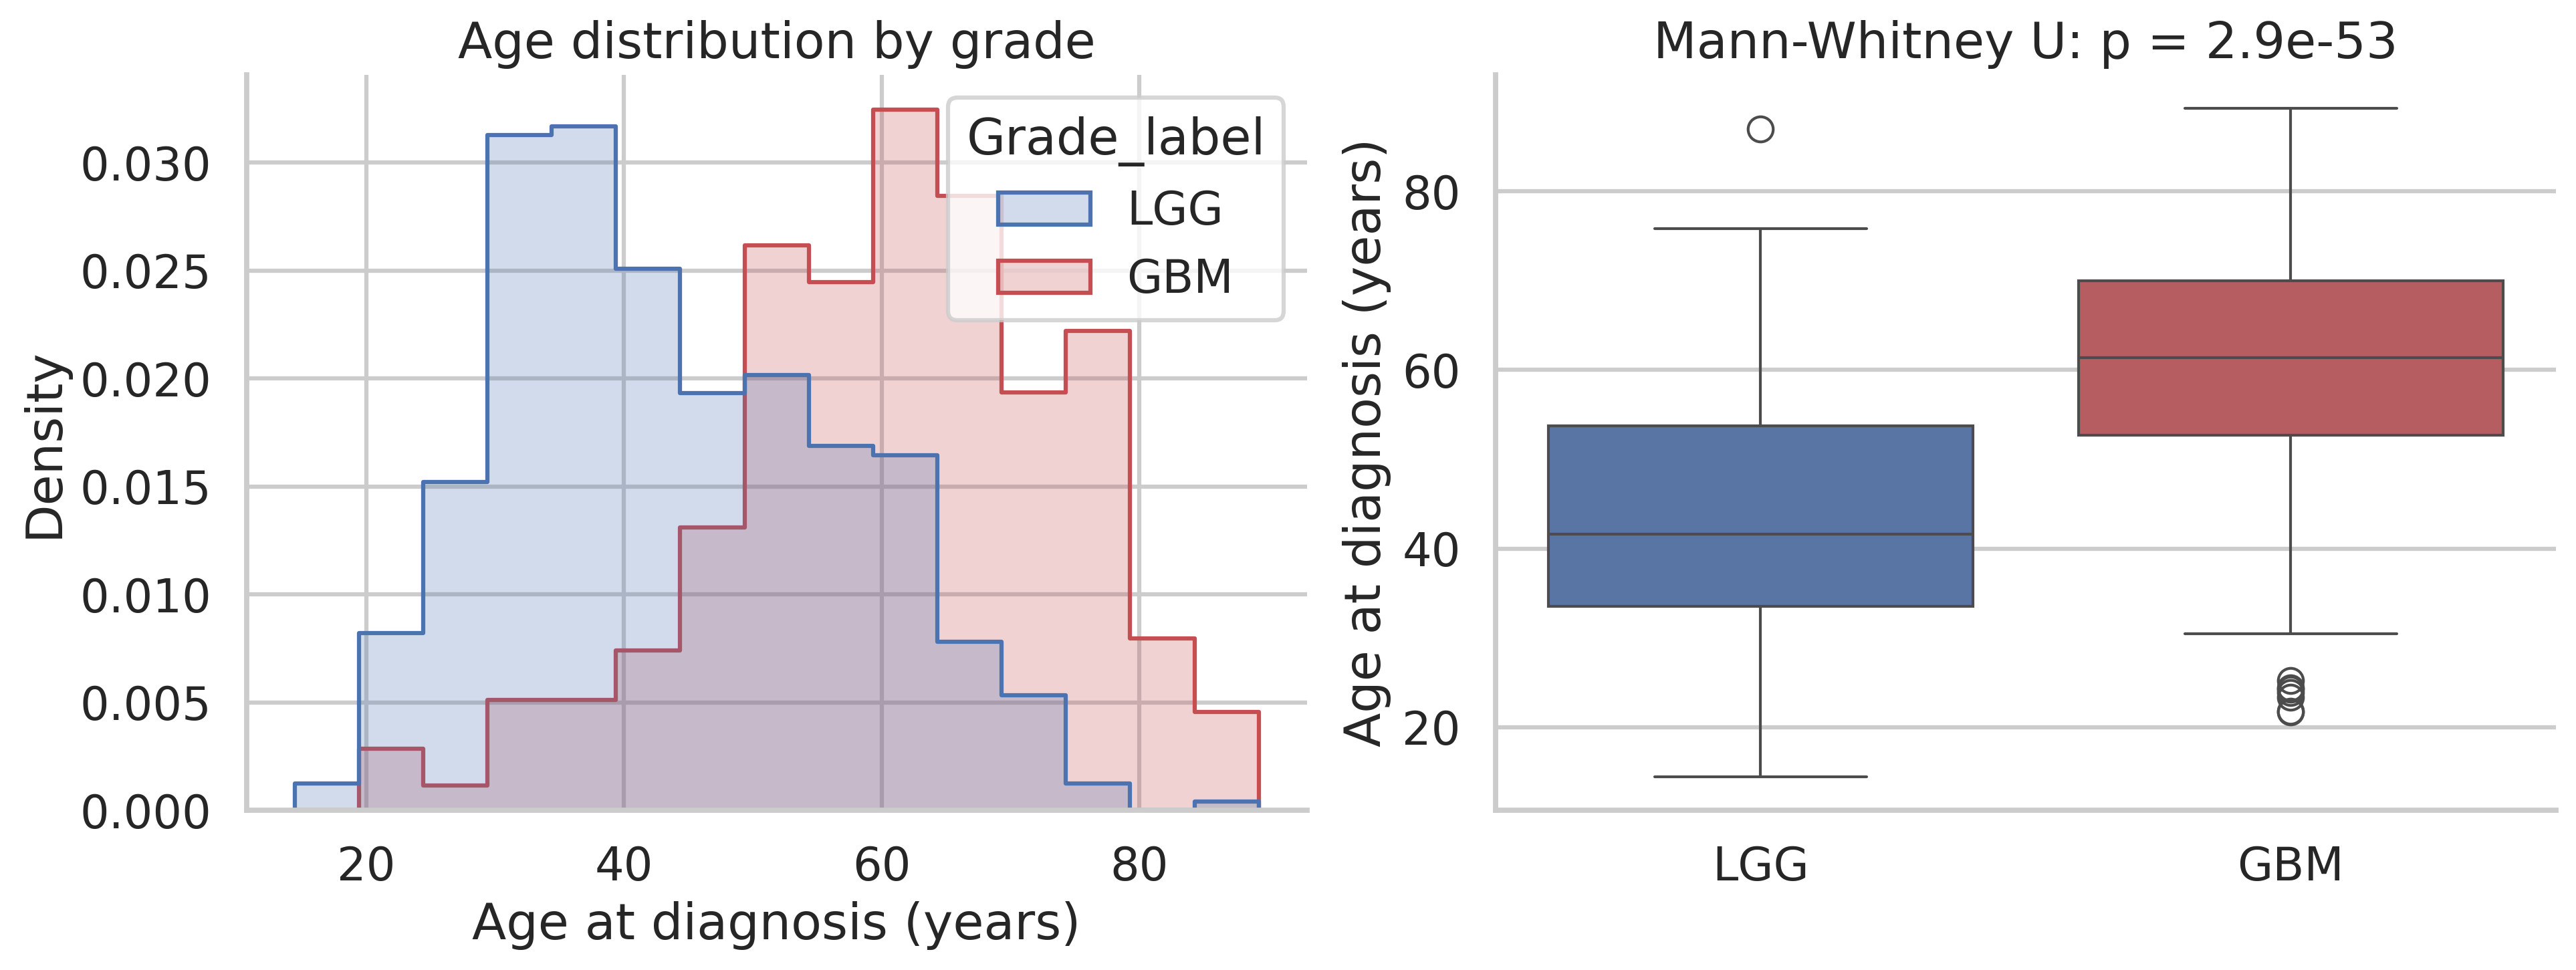 Age distribution by grade
Density
0.030
0.025
0.020
0.015
0.010
0.005
0.000
20 40 60 80
Age at diagnosis (years)
Grade_label
LGG
GBM
Mann-Whitney U: p = 2.9e-53
Age at diagnosis (years)
80
60
40
20
LGG GBM